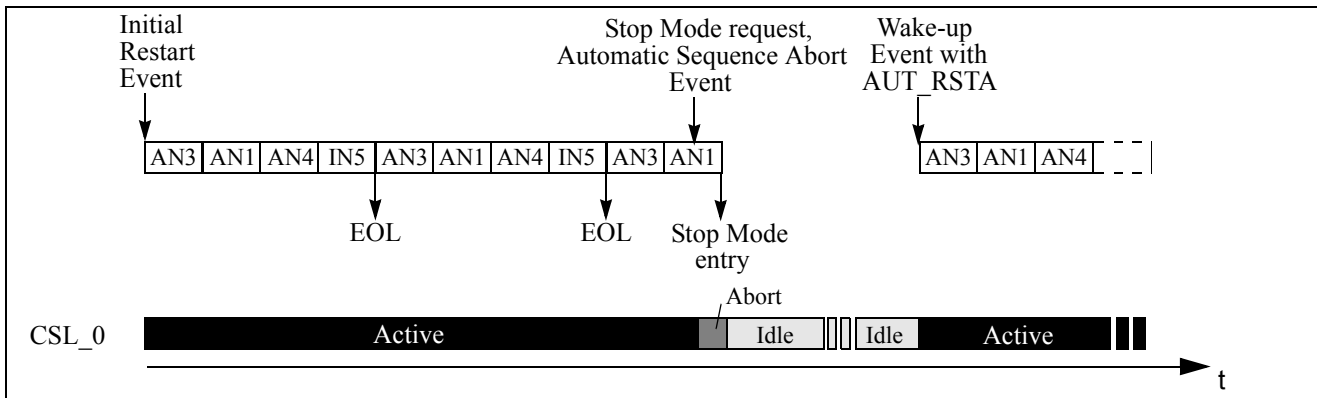 Initial
Restart
Event
Stop Mode request,
Automatic Sequence Abort
Event
Wake-up
Event with
AUT_RSTA
AN3 AN1 AN4 IN5 AN3 AN1 AN4 IN5 AN3 AN1
AN3 AN1 AN4
EOL
EOL
Stop Mode
entry
Abort
CSL_0
Active
Idle
Idle
Active
t